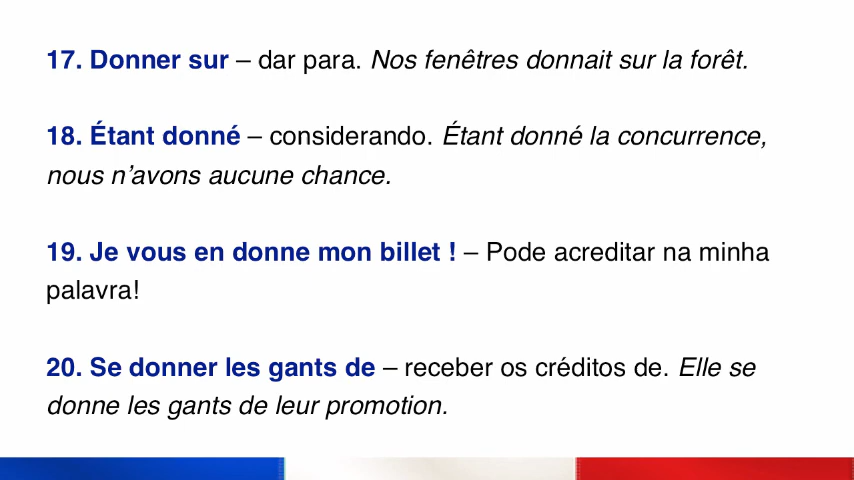 17. Donner sur – dar para. Nos fenêtres donnait sur la forêt.
18. Étant donné – considerando. Étant donné la concurrence,
nous n’avons aucune chance.
19. Je vous en donne mon billet ! – Pode acreditar na minha
palavra!
20. Se donner les gants de – receber os créditos de. Elle se
donne les gants de leur promotion.